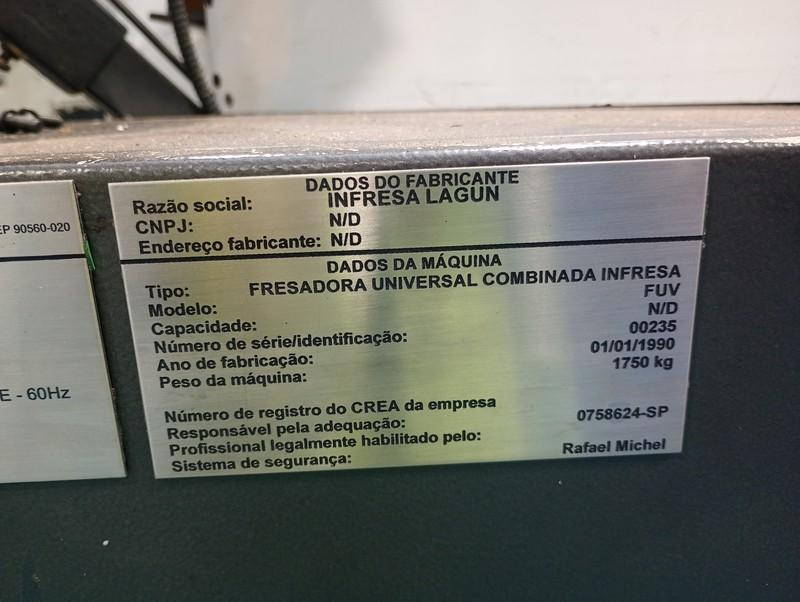 EP 90560-020
E - 60Hz
DADOS DO FABRICANTE
Razão social: INFRESA LAGUN
CNPJ: N/D
Endereço fabricante: N/D
DADOS DA MÁQUINA
Tipo: FRESADORA UNIVERSAL COMBINADA INFRESA
Modelo: FUV
Capacidade: N/D
Número de série/identificação: 00235
Ano de fabricação: 01/01/1990
Peso da máquina: 1750 kg
Número de registro do CREA da empresa
Responsável pela adequação: 0758624-SP
Profissional legalmente habilitado pelo:
Sistema de segurança: Rafael Michel